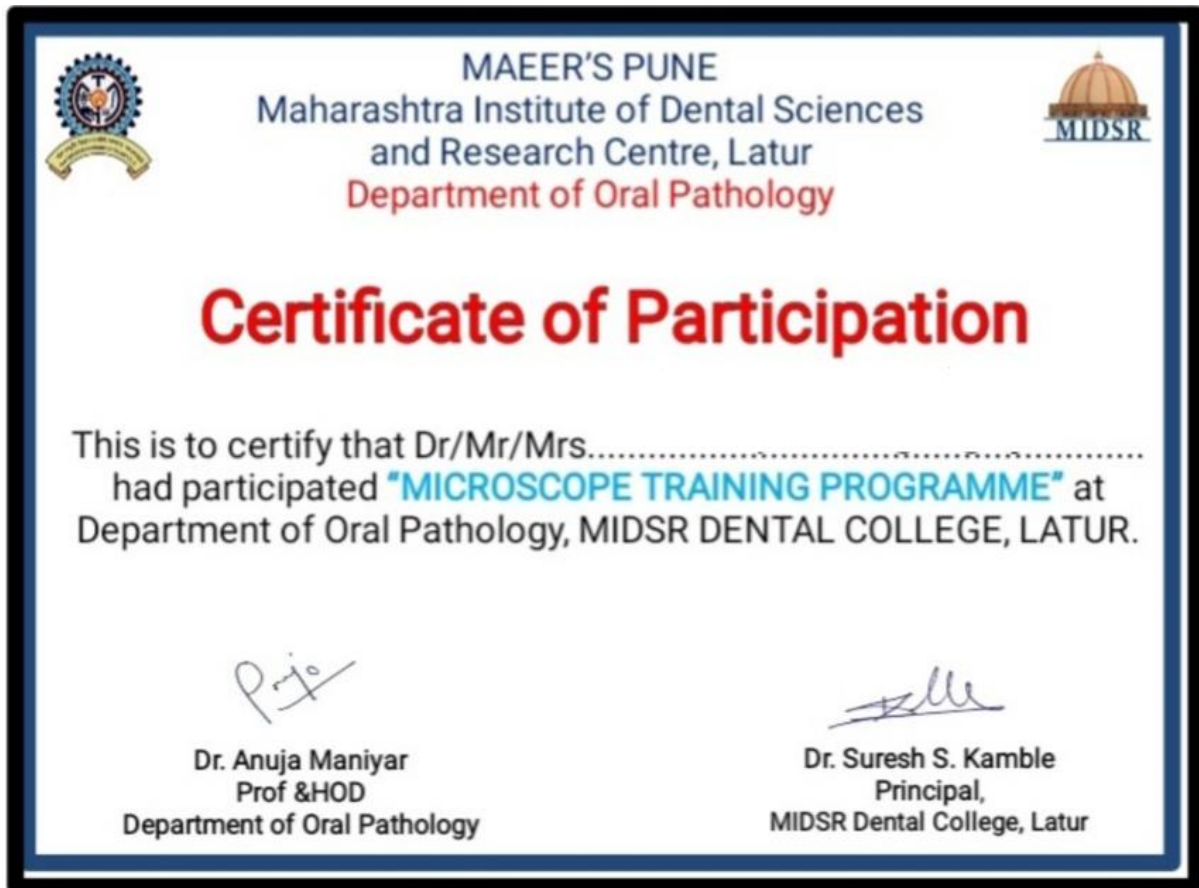 MAEER'S PUNE
Maharashtra Institute of Dental Sciences
and Research Centre, Latur
Department of Oral Pathology
MIDSR
Certificate of Participation
This is to certify that Dr/Mr/Mrs..............................................................
had participated "MICROSCOPE TRAINING PROGRAMME" at
Department of Oral Pathology, MIDSR DENTAL COLLEGE, LATUR.
Dr. Anuja Maniyar
Prof &HOD
Department of Oral Pathology
Dr. Suresh S. Kamble
Principal,
MIDSR Dental College, Latur